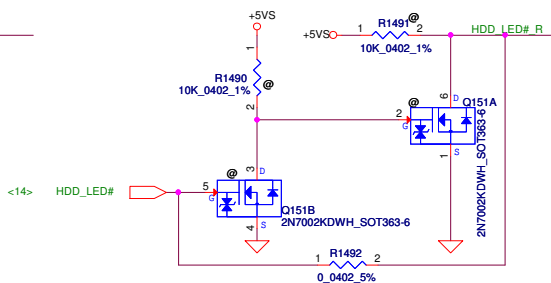 +5VS
+5VS
1
R1491
@
2
HDD_LED#_R
10K_0402_1%
1
R1490
10K_0402_1%
@
2
@
6
D
Q151A
2
G
S
1
2N7002KDWH_SOT363-6
@
3
D
<14>
HDD_LED#
5
G
Q151B
S
4
2N7002KDWH_SOT363-6
1
R1492
2
0_0402_5%